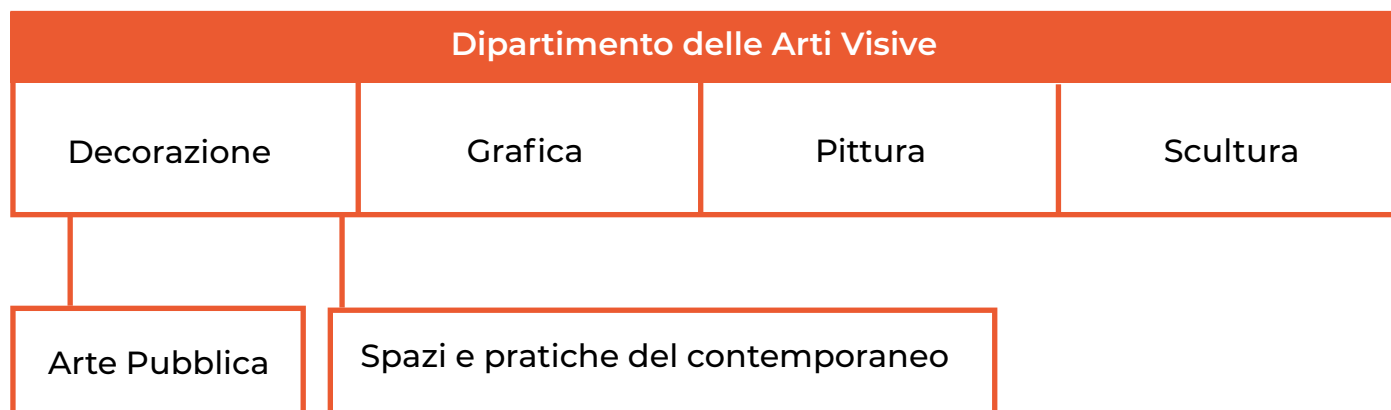 Dipartimento delle Arti Visive
Decorazione
Grafica
Pittura
Scultura
Arte Pubblica
Spazi e pratiche del contemporaneo